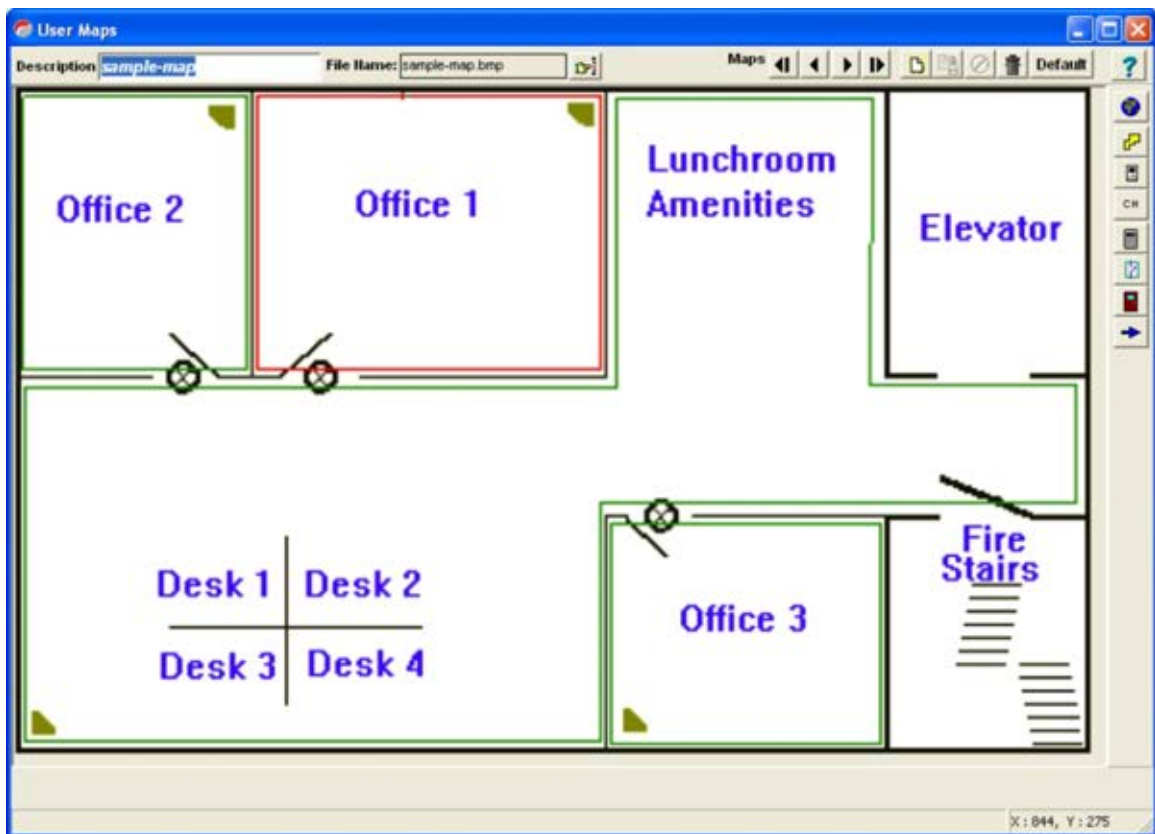 User Maps
Description sample-map File Name: sample-map.bmp Maps Default ?
CH
Office 2
Office 1
Lunchroom
Amenities
Elevator
Desk 1 Desk 2
Desk 3 Desk 4
Office 3
Fire
Stairs
X:844, Y:275